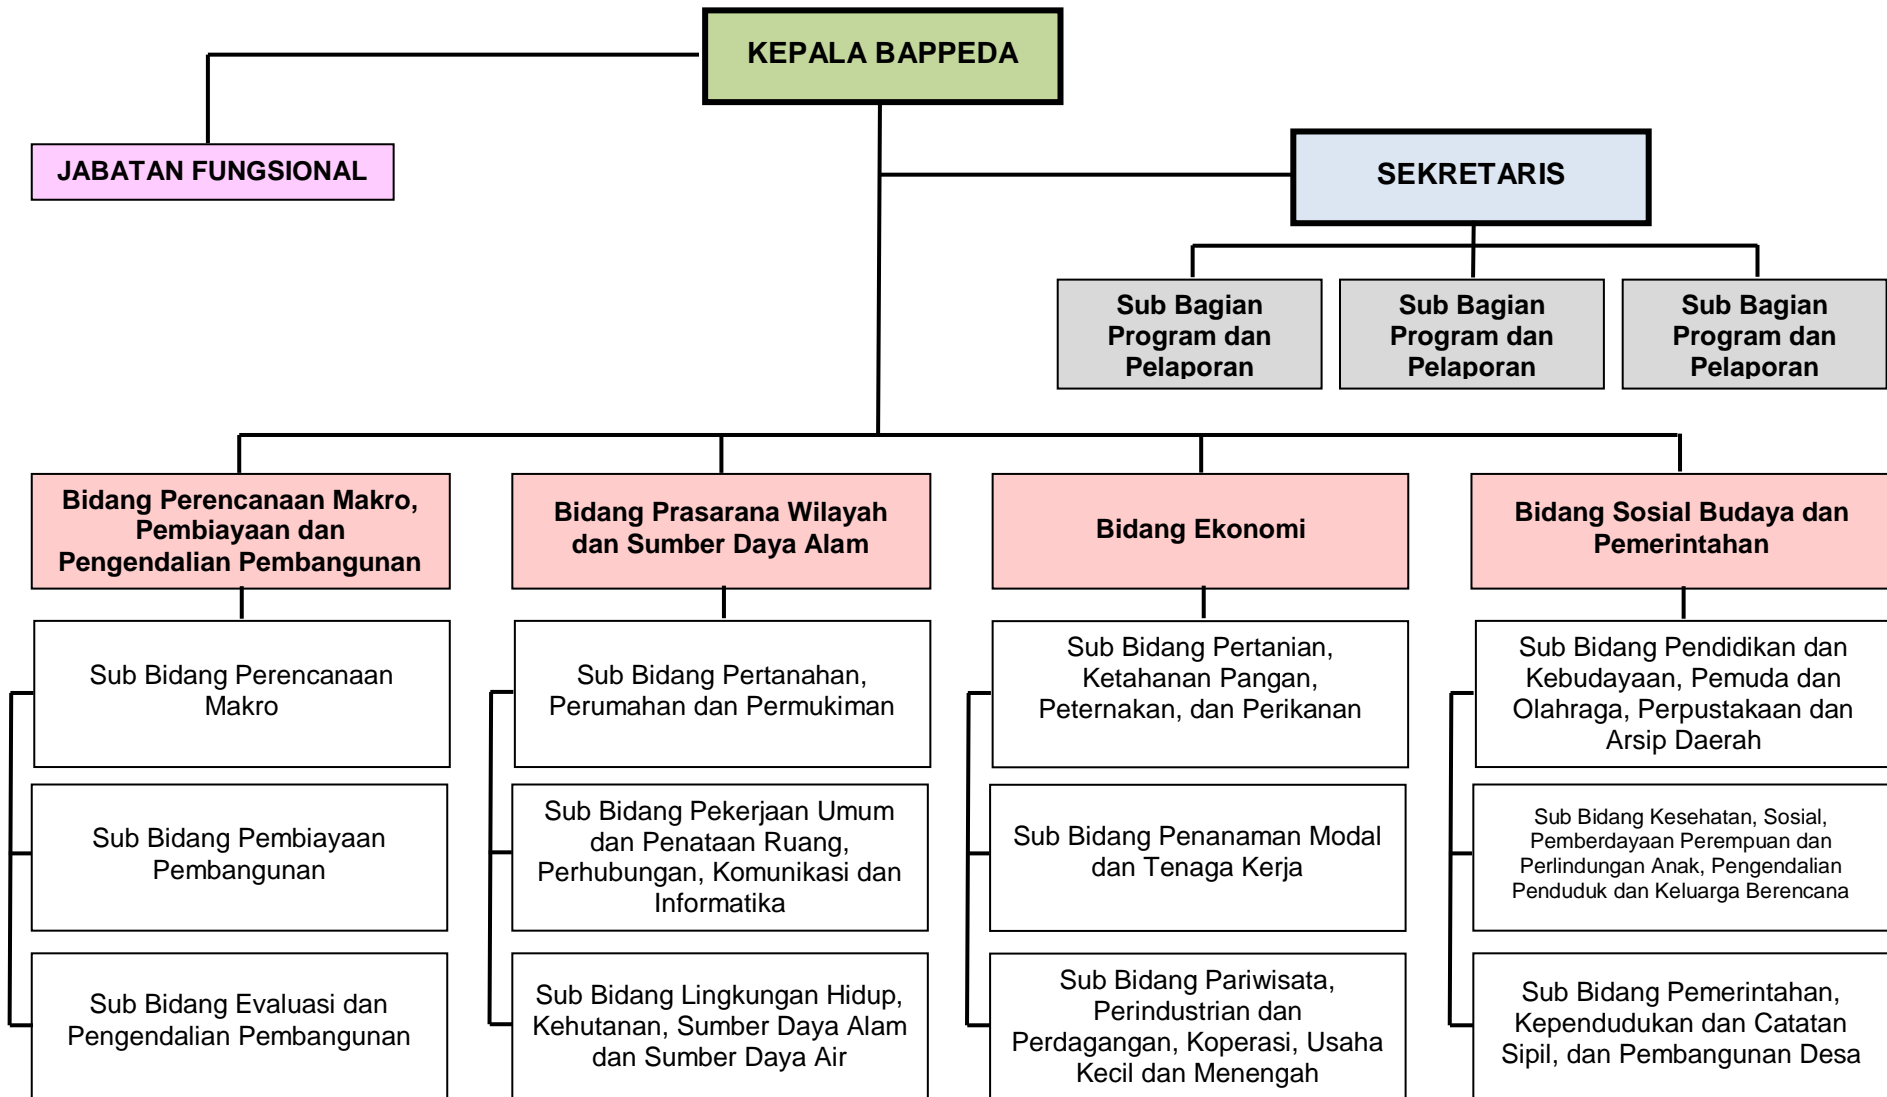 KEPALA BAPPEDA
JABATAN FUNGSIONAL
SEKRETARIS
Sub Bagian
Program dan
Pelaporan
Sub Bagian
Program dan
Pelaporan
Sub Bagian
Program dan
Pelaporan
Bidang Perencanaan Makro,
Pembiayaan dan
Pengendalian Pembangunan
Bidang Prasarana Wilayah
dan Sumber Daya Alam
Bidang Ekonomi
Bidang Sosial Budaya dan
Pemerintahan
Sub Bidang Perencanaan
Makro
Sub Bidang Pertanahan,
Perumahan dan Permukiman
Sub Bidang Pertanian,
Ketahanan Pangan,
Peternakan, dan Perikanan
Sub Bidang Pendidikan dan
Kebudayaan, Pemuda dan
Olahraga, Perpustakaan dan
Arsip Daerah
Sub Bidang Pembiayaan
Pembangunan
Sub Bidang Pekerjaan Umum
dan Penataan Ruang,
Perhubungan, Komunikasi dan
Informatika
Sub Bidang Penanaman Modal
dan Tenaga Kerja
Sub Bidang Kesehatan, Sosial,
Pemberdayaan Perempuan dan
Perlindungan Anak, Pengendalian
Penduduk dan Keluarga Berencana
Sub Bidang Evaluasi dan
Pengendalian Pembangunan
Sub Bidang Lingkungan Hidup,
Kehutanan, Sumber Daya Alam
dan Sumber Daya Air
Sub Bidang Pariwisata,
Perindustrian dan
Perdagangan, Koperasi, Usaha
Kecil dan Menengah
Sub Bidang Pemerintahan,
Kependudukan dan Catatan
Sipil, dan Pembangunan Desa